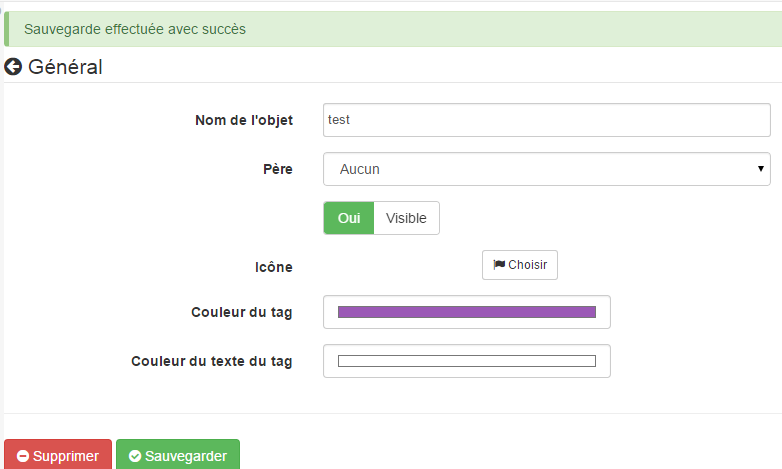 Sauvegarde effectuée avec succès
Général
Nom de l'objet test
Père Aucun
Oui Visible
Icône Choisir
Couleur du tag
Couleur du texte du tag
Supprimer Sauvegarder